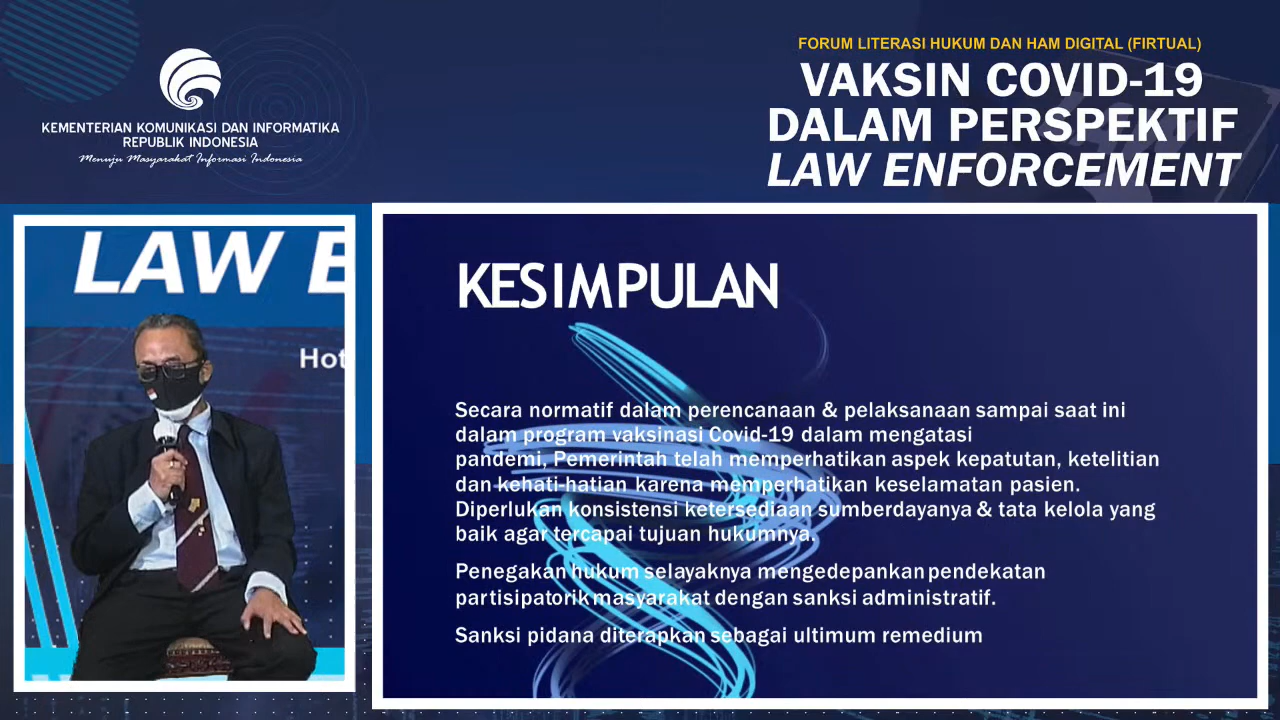 KEMENTERIAN KOMUNIKASI DAN INFORMATIKA
REPUBLIK INDONESIA
Menuju Masyarakat Informasi Indonesia
FORUM LITERASI HUKUM DAN HAM DIGITAL (FIRTUAL)
VAKSIN COVID-19
DALAM PERSPEKTIF
LAW ENFORCEMENT
LAW E
Hot
KESIMPULAN
Secara normatif dalam perencanaan & pelaksanaan sampai saat ini
dalam program vaksinasi Covid-19 dalam mengatasi
pandemi, Pemerintah telah memperhatikan aspek kepatutan, ketelitian
dan kehati-hatian karena memperhatikan keselamatan pasien.
Diperlukan konsistensi ketersediaan sumberdayanya & tata kelola yang
baik agar tercapai tujuan hukumnya.
Penegakan hukum selayaknya mengedepankan pendekatan
partisipatorik masyarakat dengan sanksi administratif.
Sanksi pidana diterapkan sebagai ultimum remedium